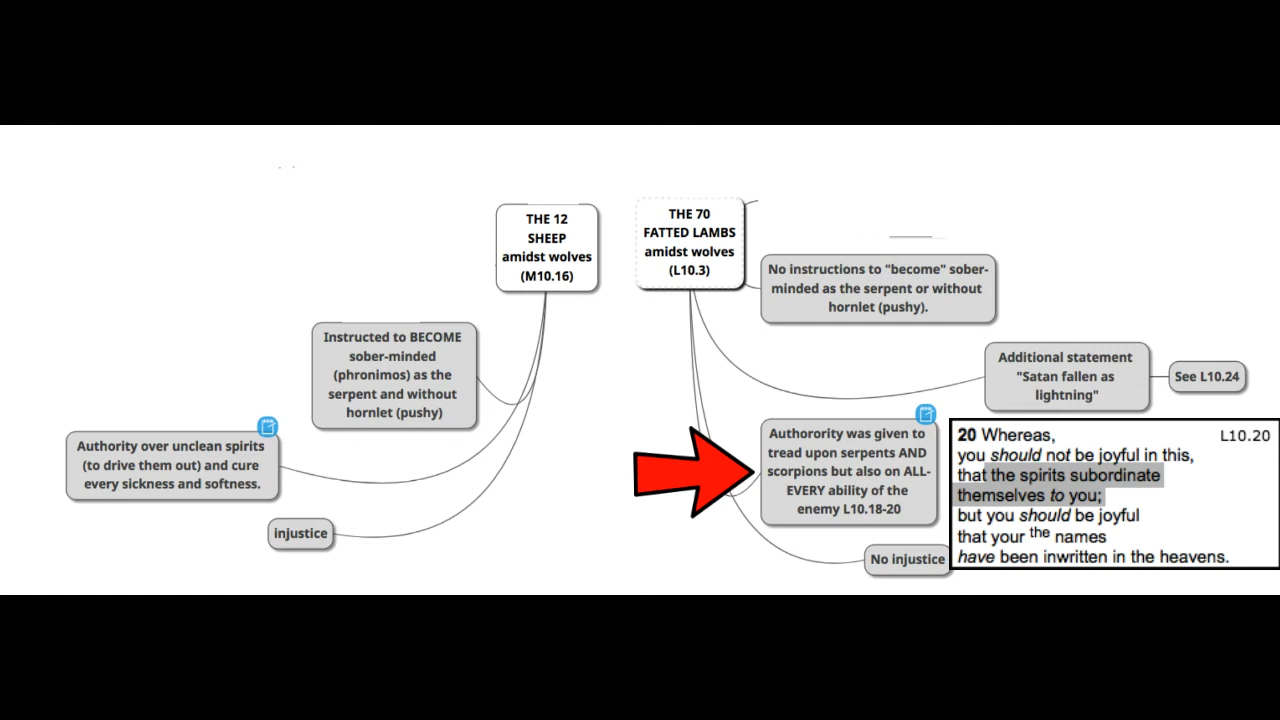 THE 12
SHEEP
amidst wolves
(M10.16)
Instructed to BECOME
sober-minded
(phronimos) as the
serpent and without
hornlet (pushy)
Authority over unclean spirits
(to drive them out) and cure
every sickness and softness.
injustice
THE 70
FATTED LAMBS
amidst wolves
(L10.3)
No instructions to "become" sober-
minded as the serpent or without
hornlet (pushy).
Additional statement
"Satan fallen as
lightning"
See L10.24
Authorority was given to
tread upon serpents AND
scorpions but also on ALL-
EVERY ability of the
enemy L10.18-20
No injustice
20 Whereas, L10.20
you should not be joyful in this,
that the spirits subordinate
themselves to you;
but you should be joyful
that your the names
have been inwritten in the heavens.